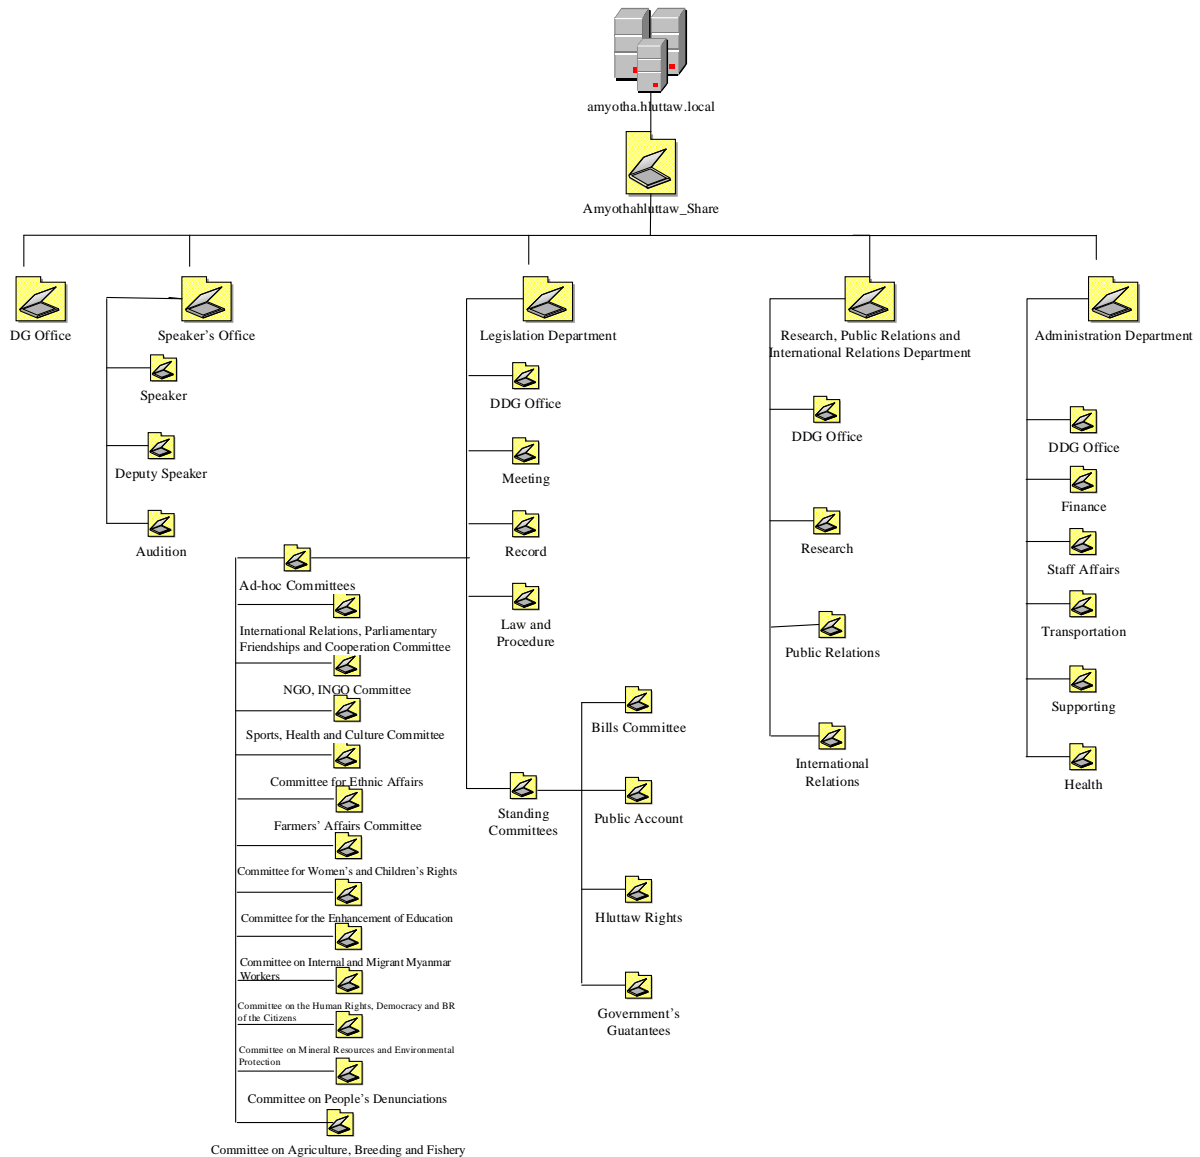 amyotha.hluttaw.local
Amyothahluttaw_Share
DG Office
Speaker's Office
Speaker
Deputy Speaker
Audition
Legislation Department
DDG Office
Meeting
Record
Law and
Procedure
Ad-hoc Committees
International Relations, Parliamentary
Friendships and Cooperation Committee
NGO, INGO Committee
Sports, Health and Culture Committee
Committee for Ethnic Affairs
Farmers' Affairs Committee
Committee for Women's and Children's Rights
Committee for the Enhancement of Education
Committee on Internal and Migrant Myanmar
Workers
Committee on the Human Rights, Democracy and BR
of the Citizens
Committee on Mineral Resources and Environmental
Protection
Committee on People's Denunciations
Committee on Agriculture, Breeding and Fishery
Standing
Committees
Bills Committee
Public Account
Hluttaw Rights
Government's
Guatantees
Research, Public Relations and
International Relations Department
DDG Office
Research
Public Relations
International
Relations
Administration Department
DDG Office
Finance
Staff Affairs
Transportation
Supporting
Health